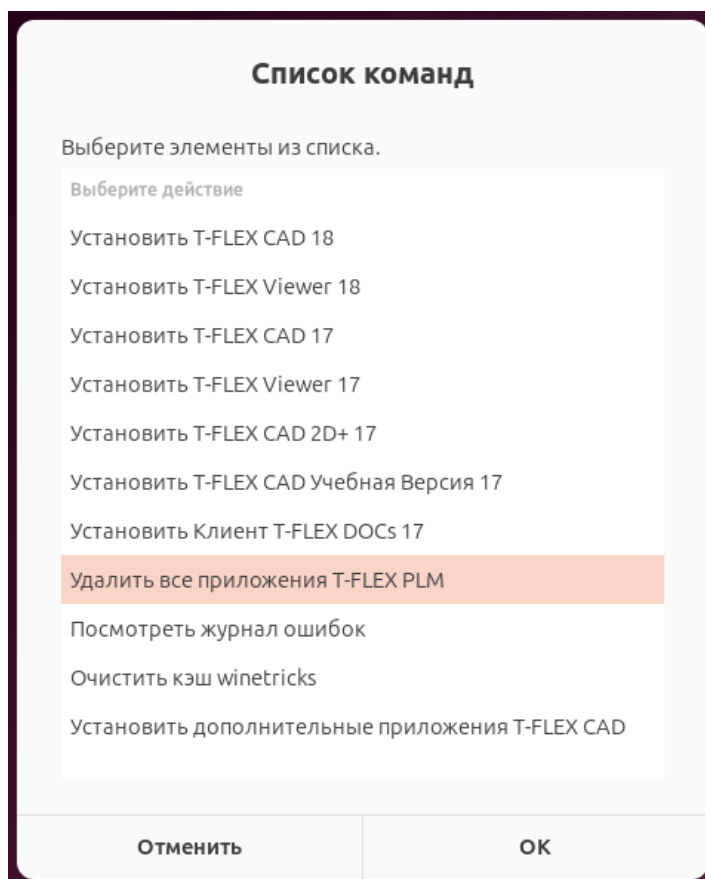 Список команд
Выберите элементы из списка.
Выберите действие
Установить T-FLEX CAD 18
Установить T-FLEX Viewer 18
Установить T-FLEX CAD 17
Установить T-FLEX Viewer 17
Установить T-FLEX CAD 2D+ 17
Установить T-FLEX CAD Учебная Версия 17
Установить Клиент T-FLEX DOCs 17
Удалить все приложения T-FLEX PLM
Посмотреть журнал ошибок
Очистить кэш winetricks
Установить дополнительные приложения T-FLEX CAD
Отменить
OK